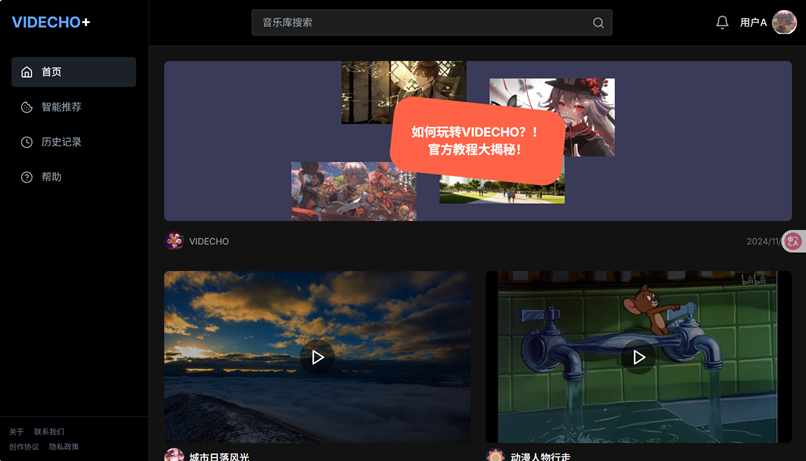 VIDECHO+
音乐库搜索
用户A
首页
智能推荐
历史记录
帮助
如何玩转VIDECHO？！
官方教程大揭秘！
VIDECHO
2024/11/
bilibili
城市日落风光
动漫人物行走
关于 联系我们
创作协议 隐私政策